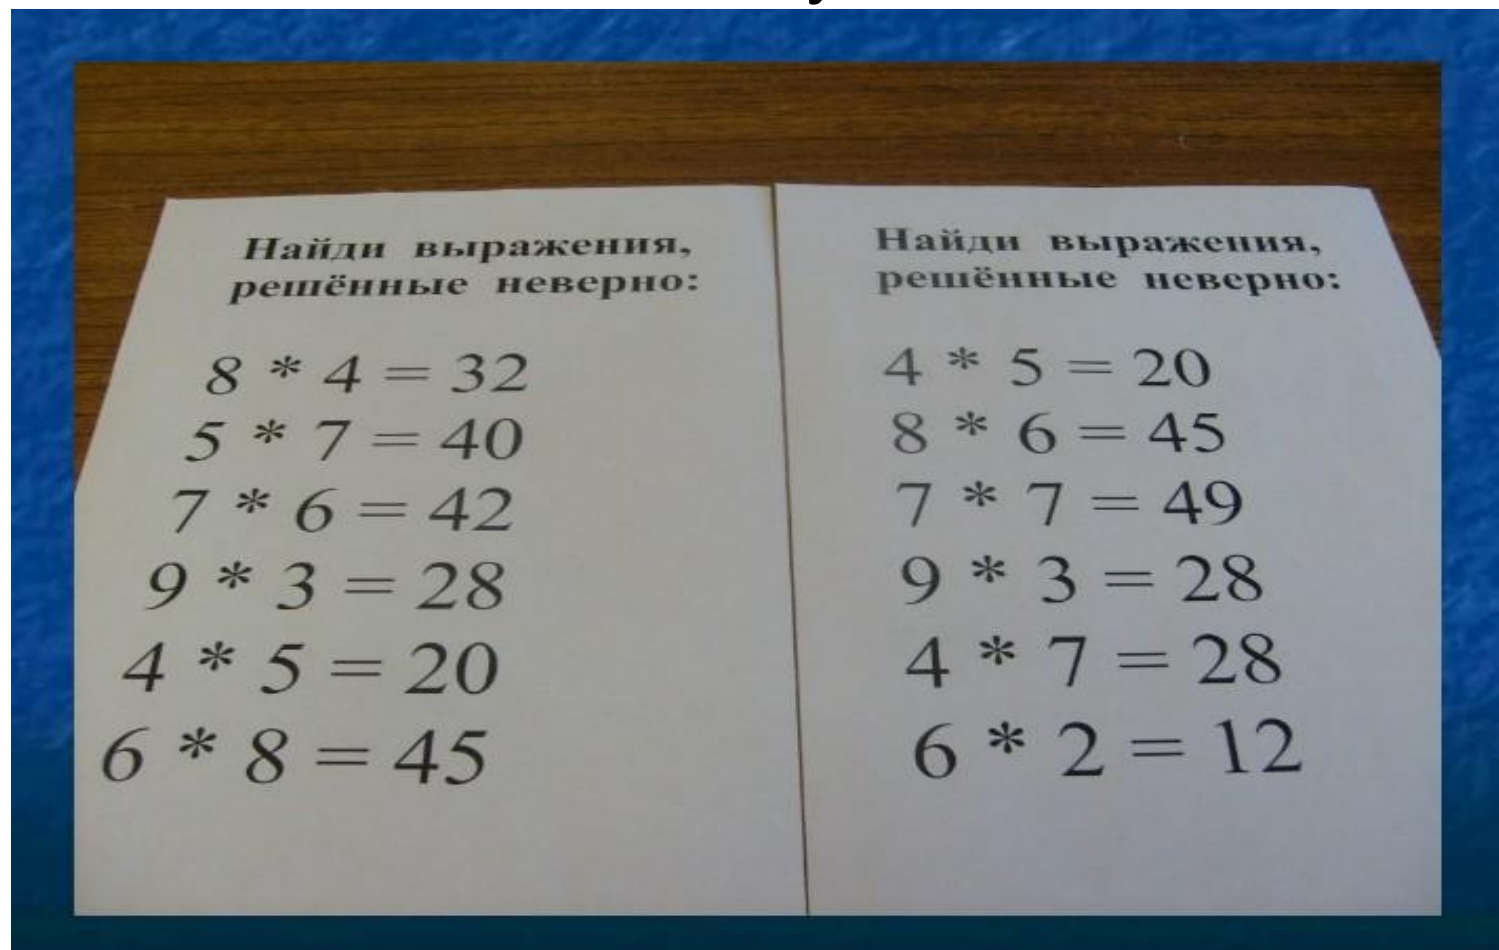 Найди выражения,
решённые неверно:
8 * 4 = 32
5 * 7 = 40
7 * 6 = 42
9 * 3 = 28
4 * 5 = 20
6 * 8 = 45
Найди выражения,
решённые неверно:
4 * 5 = 20
8 * 6 = 45
7 * 7 = 49
9 * 3 = 28
4 * 7 = 28
6 * 2 = 12